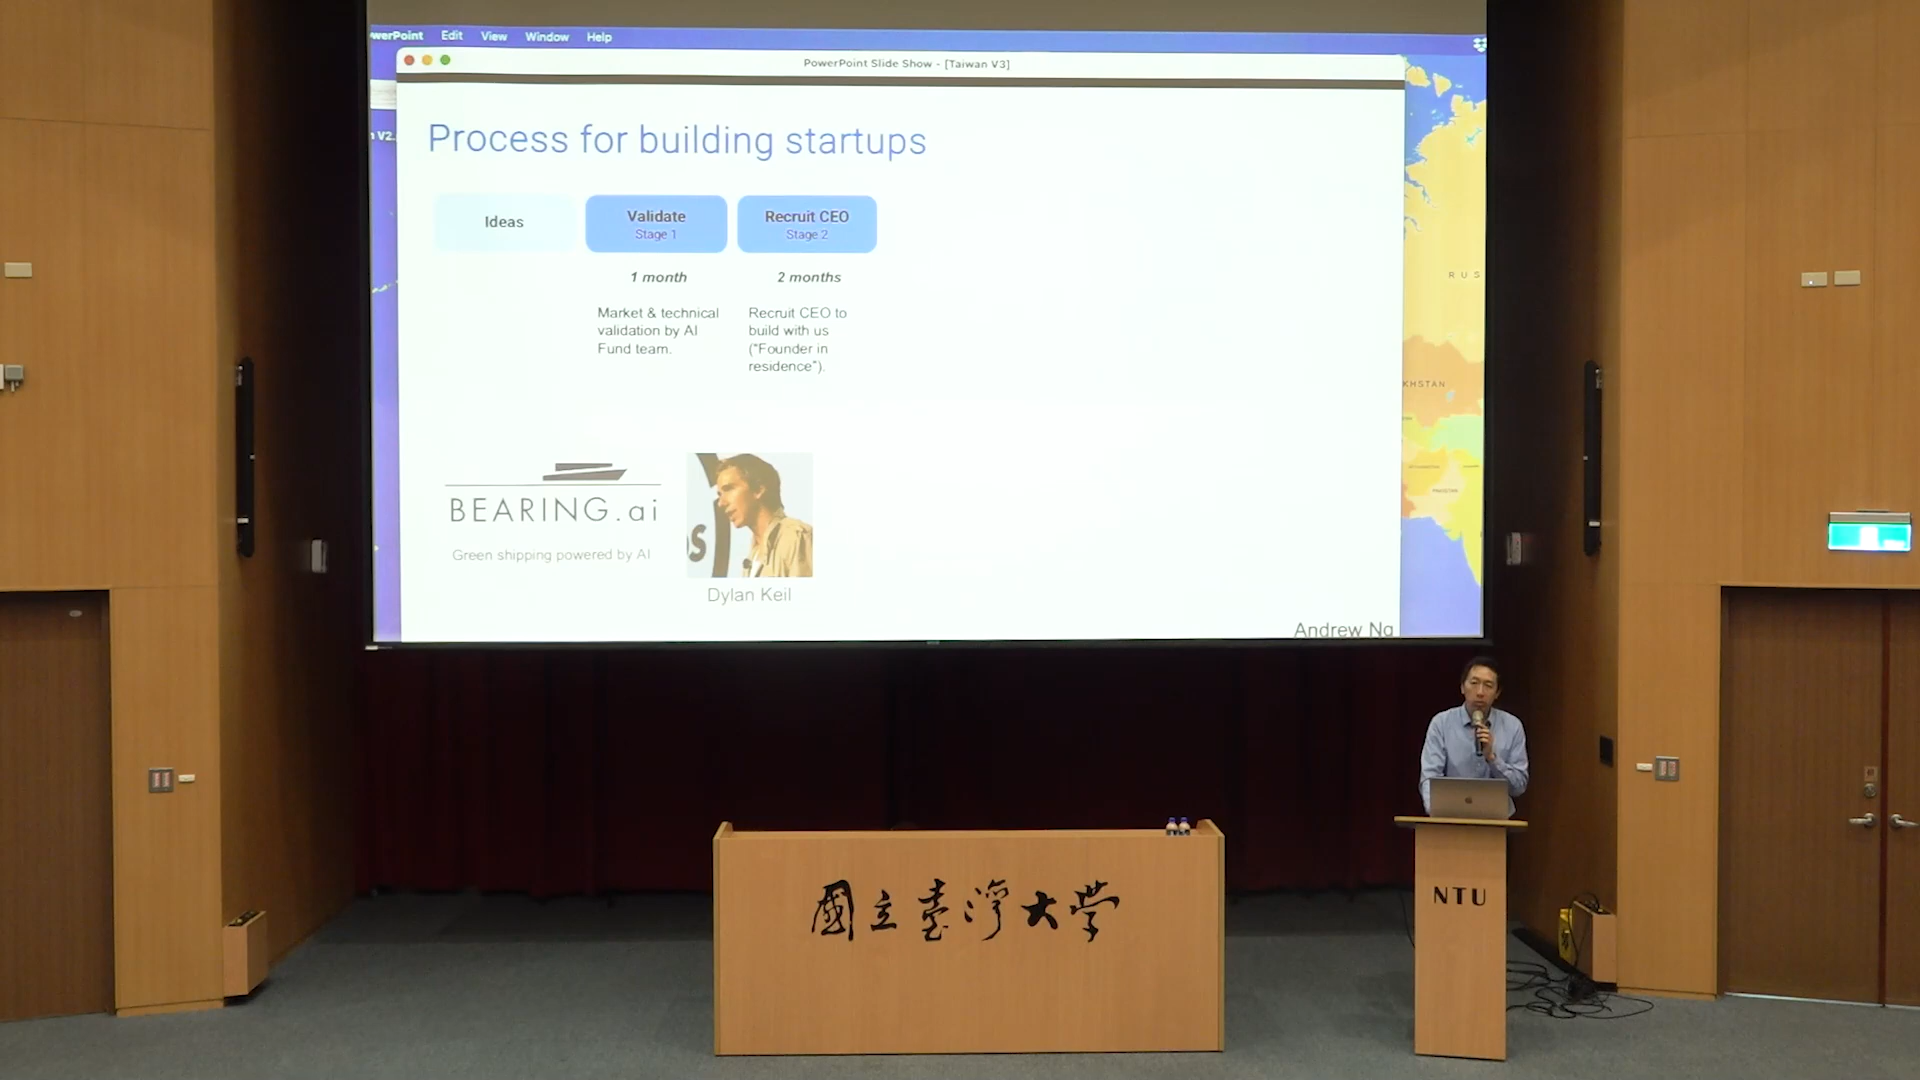 werPoint Edit View Window Help
PowerPoint Slide Show - [Taiwan V3]
V2.
Process for building startups
Ideas
Validate
Stage 1
Recruit CEO
Stage 2
1 month
2 months
Market & technical
validation by AI
Fund team.
Recruit CEO to
build with us
("Founder in
residence").
BEARING.ai
Green shipping powered by AI
Dylan Keil
Andrew Ng
RUS
KHSTAN
NTU
國立臺灣大學